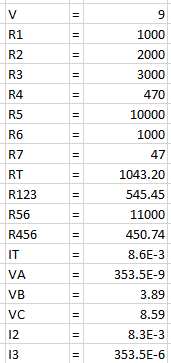 V = 9
R1 = 1000
R2 = 2000
R3 = 3000
R4 = 470
R5 = 10000
R6 = 1000
R7 = 47
RT = 1043.20
R123 = 545.45
R56 = 11000
R456 = 450.74
IT = 8.6E-3
VA = 353.5E-9
VB = 3.89
VC = 8.59
I2 = 8.3E-3
I3 = 353.5E-6